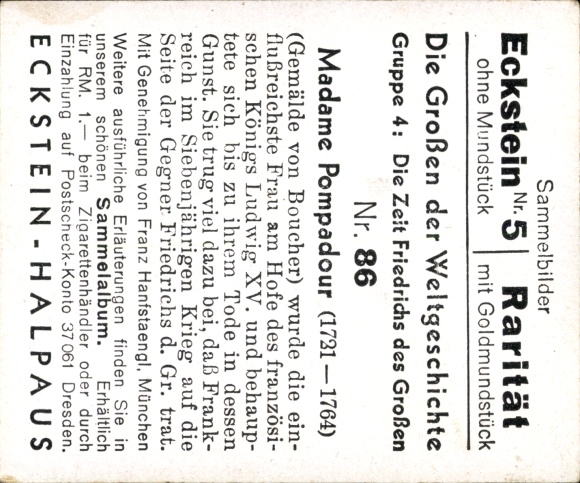 Sammelbilder
Eckstein Nr. 5 | Rarität
ohne Mundstück | mit Goldmundstück
Die Großen der Weltgeschichte
Gruppe 4: Die Zeit Friedrichs des Großen
Nr. 86
Madame Pompadour (1721—1764)
(Gemälde von Boucher) wurde die ein-
flußreichste Frau am Hofe des französi-
schen Königs Ludwig XV. und behaup-
tete sich bis zu ihrem Tode in dessen
Gunst. Sie trug viel dazu bei, daß Frank-
reich im Siebenjährigen Krieg auf die
Seite der Gegner Friedrichs d. Gr. trat.
Mit Genehmigung von Franz Hanfstaengl, München
Weitere ausführliche Erläuterungen finden Sie in
unserem schönen Sammelalbum. Erhältlich
für RM. 1.— beim Zigarettenhändler oder durch
Einzahlung auf Postscheck-Konto 37061 Dresden.
ECKSTEIN-HALPAUS